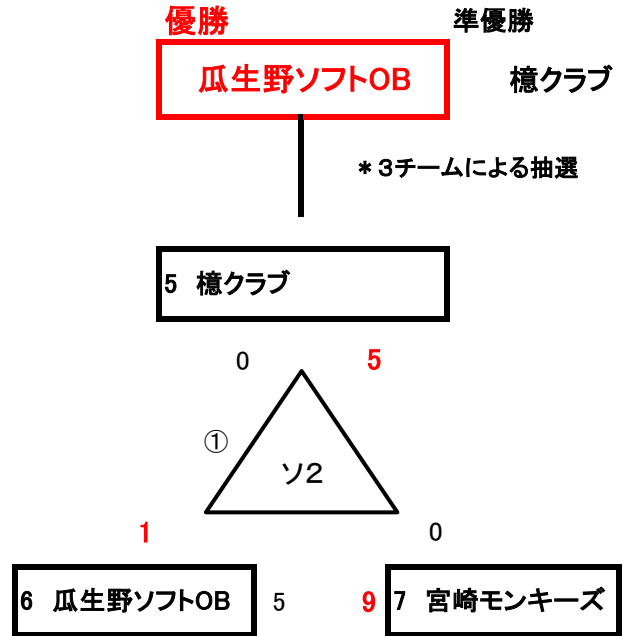 優勝 準優勝
瓜生野ソフトOB 檍クラブ
*3チームによる抽選
5 檍クラブ
0 5
①
ソ2
1 0
6 瓜生野ソフトOB 5 9 7 宮崎モンキーズ